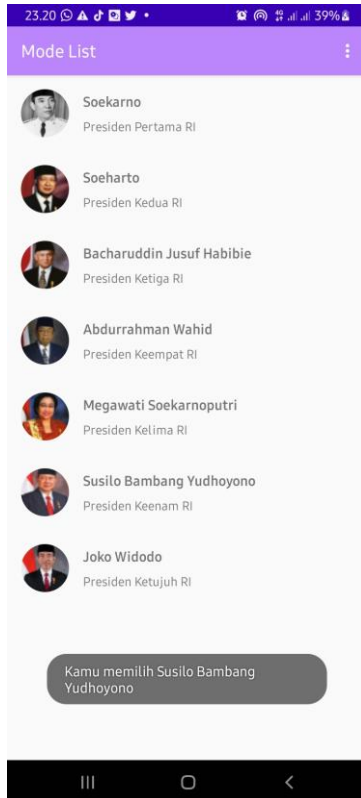 23.20
39%
Mode List
Soekarno
Presiden Pertama RI
Soeharto
Presiden Kedua RI
Bacharuddin Jusuf Habibie
Presiden Ketiga RI
Abdurrahman Wahid
Presiden Keempat RI
Megawati Soekarnoputri
Presiden Kelima RI
Susilo Bambang Yudhoyono
Presiden Keenam RI
Joko Widodo
Presiden Ketujuh RI
Kamu memilih Susilo Bambang
Yudhoyono